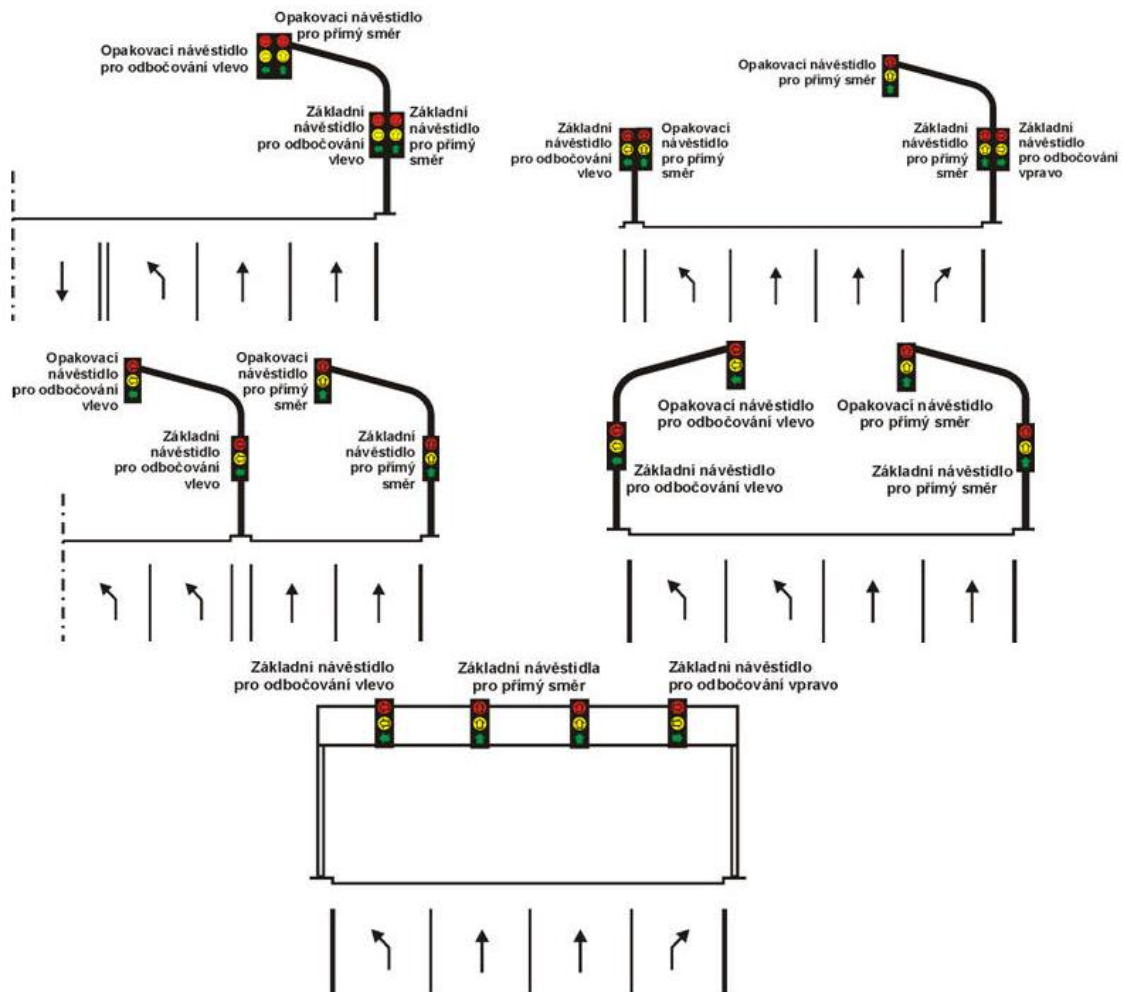 Opakovací návěstidlo
pro přímý směr
Opakovací návěstidlo
pro odbočování vlevo
Základní
návěstidlo
pro odbočování
vlevo
Základní
návěstidlo
pro přímý
směr
Opakovací návěstidlo
pro přímý směr
Základní
návěstidlo
pro odbočování
vlevo
Opakovací
návěstidlo
pro přímý
směr
Základní
návěstidlo
pro přímý
směr
Základní
návěstidlo
pro odbočování
vpravo
Opakovací
návěstidlo
pro odbočování
vlevo
Opakovací
návěstidlo
pro přímý
směr
Základní
návěstidlo
pro odbočování
vlevo
Základní
návěstidlo
pro přímý
směr
Opakovací návěstidlo
pro odbočování vlevo
Opakovací návěstidlo
pro přímý směr
Základní návěstidlo
pro odbočování vlevo
Základní návěstidlo
pro přímý směr
Základní návěstidlo
pro odbočování vlevo
Základní návěstidla
pro přímý směr
Základní návěstidlo
pro odbočování vpravo